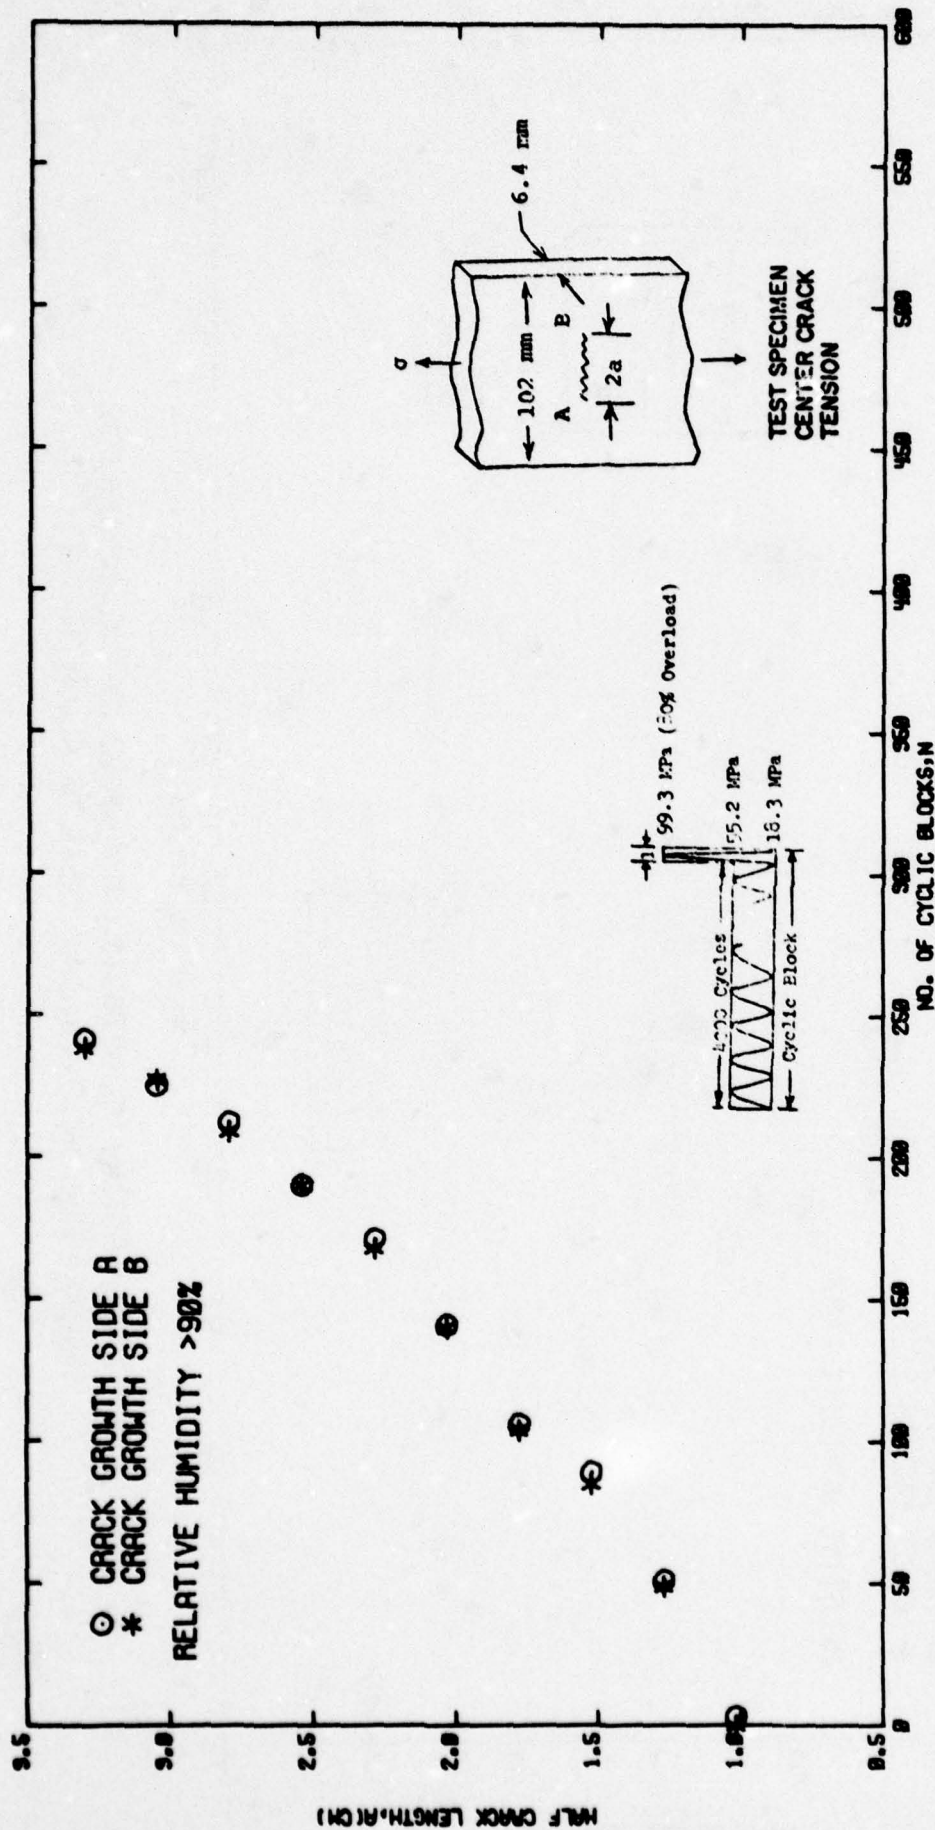 ⊙ CRACK GROWTH SIDE A
* CRACK GROWTH SIDE B
RELATIVE HUMIDITY >90%
HALF CRACK LENGTH,A(CM)
3.5
3.0
2.5
2.0
1.5
1.0
0.5
0 50 100 150 200 250 300 350 400 450 500 550 600
NO. OF CYCLIC BLOCKS,N
4000 Cycles
Cyclic Block
1
99.3 MPa (80% Overload)
55.2 MPa
18.3 MPa
σ
102 mm
6.4 mm
A
B
2a
TEST SPECIMEN
CENTER CRACK
TENSION